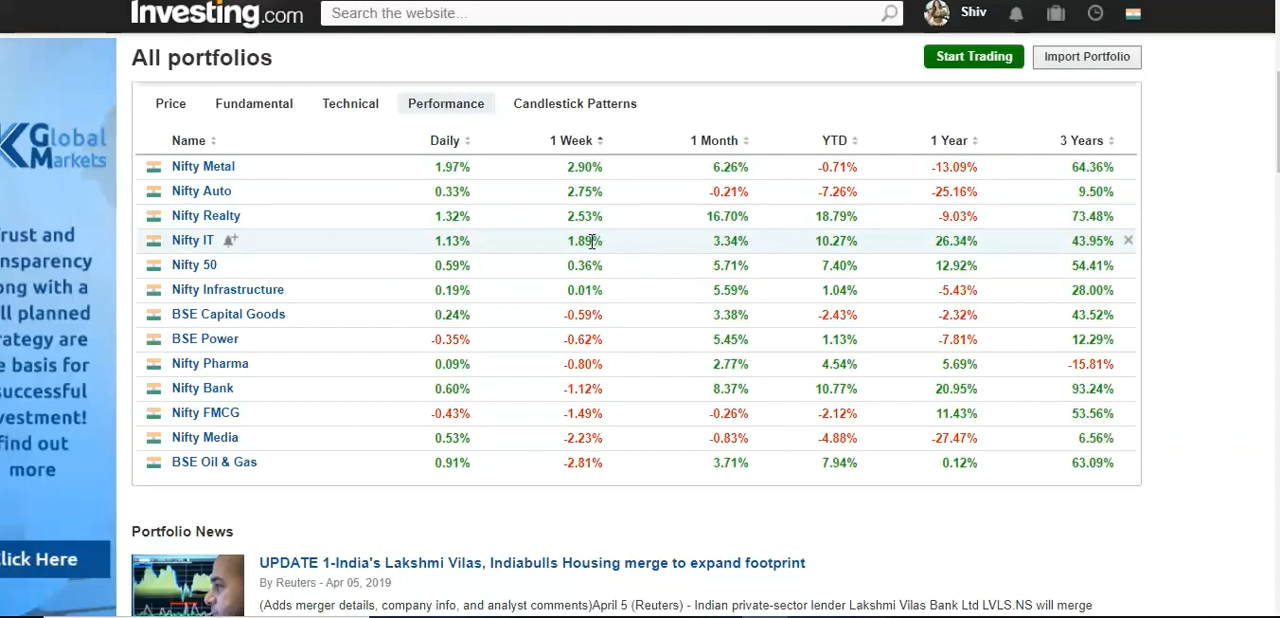 Investing.com
Search the website...
Shiv
All portfolios
Start Trading
Import Portfolio
Price Fundamental Technical Performance Candlestick Patterns
Name Daily 1 Week 1 Month YTD 1 Year 3 Years
Nifty Metal 1.97% 2.90% 6.26% -0.71% -13.09% 64.36%
Nifty Auto 0.33% 2.75% -0.21% -7.26% -25.16% 9.50%
Nifty Realty 1.32% 2.53% 16.70% 18.79% -9.03% 73.48%
Nifty IT 1.13% 1.89% 3.34% 10.27% 26.34% 43.95%
Nifty 50 0.59% 0.36% 5.71% 7.40% 12.92% 54.41%
Nifty Infrastructure 0.19% 0.01% 5.59% 1.04% -5.43% 28.00%
BSE Capital Goods 0.24% -0.59% 3.38% -2.43% -2.32% 43.52%
BSE Power -0.35% -0.62% 5.45% 1.13% -7.81% 12.29%
Nifty Pharma 0.09% -0.80% 2.77% 4.54% 5.69% -15.81%
Nifty Bank 0.60% -1.12% 8.37% 10.77% 20.95% 93.24%
Nifty FMCG -0.43% -1.49% -0.26% -2.12% 11.43% 53.56%
Nifty Media 0.53% -2.23% -0.83% -4.88% -27.47% 6.56%
BSE Oil & Gas 0.91% -2.81% 3.71% 7.94% 0.12% 63.09%
Portfolio News
UPDATE 1-India's Lakshmi Vilas, Indiabulls Housing merge to expand footprint
By Reuters - Apr 05, 2019
(Adds merger details, company info, and analyst comments)April 5 (Reuters) - Indian private-sector lender Lakshmi Vilas Bank Ltd LVLS.NS will merge
KGM
Global
Markets
rust and
nsparency
ong with a
ll planned
rategy are
e basis for
successful
vestment!
find out
more
lick Here